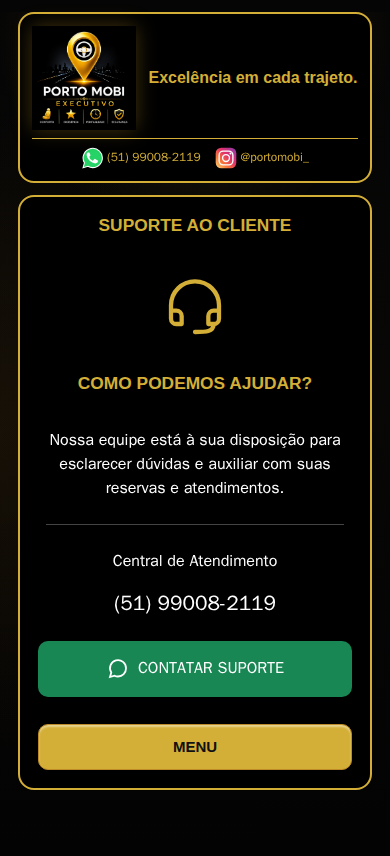 PORTO MOBI
EXECUTIVO
Excelência em cada trajeto.
(51) 99008-2119 @portomobi_
SUPORTE AO CLIENTE
COMO PODEMOS AJUDAR?
Nossa equipe está à sua disposição para
esclarecer dúvidas e auxiliar com suas
reservas e atendimentos.
Central de Atendimento
(51) 99008-2119
CONTATAR SUPORTE
MENU